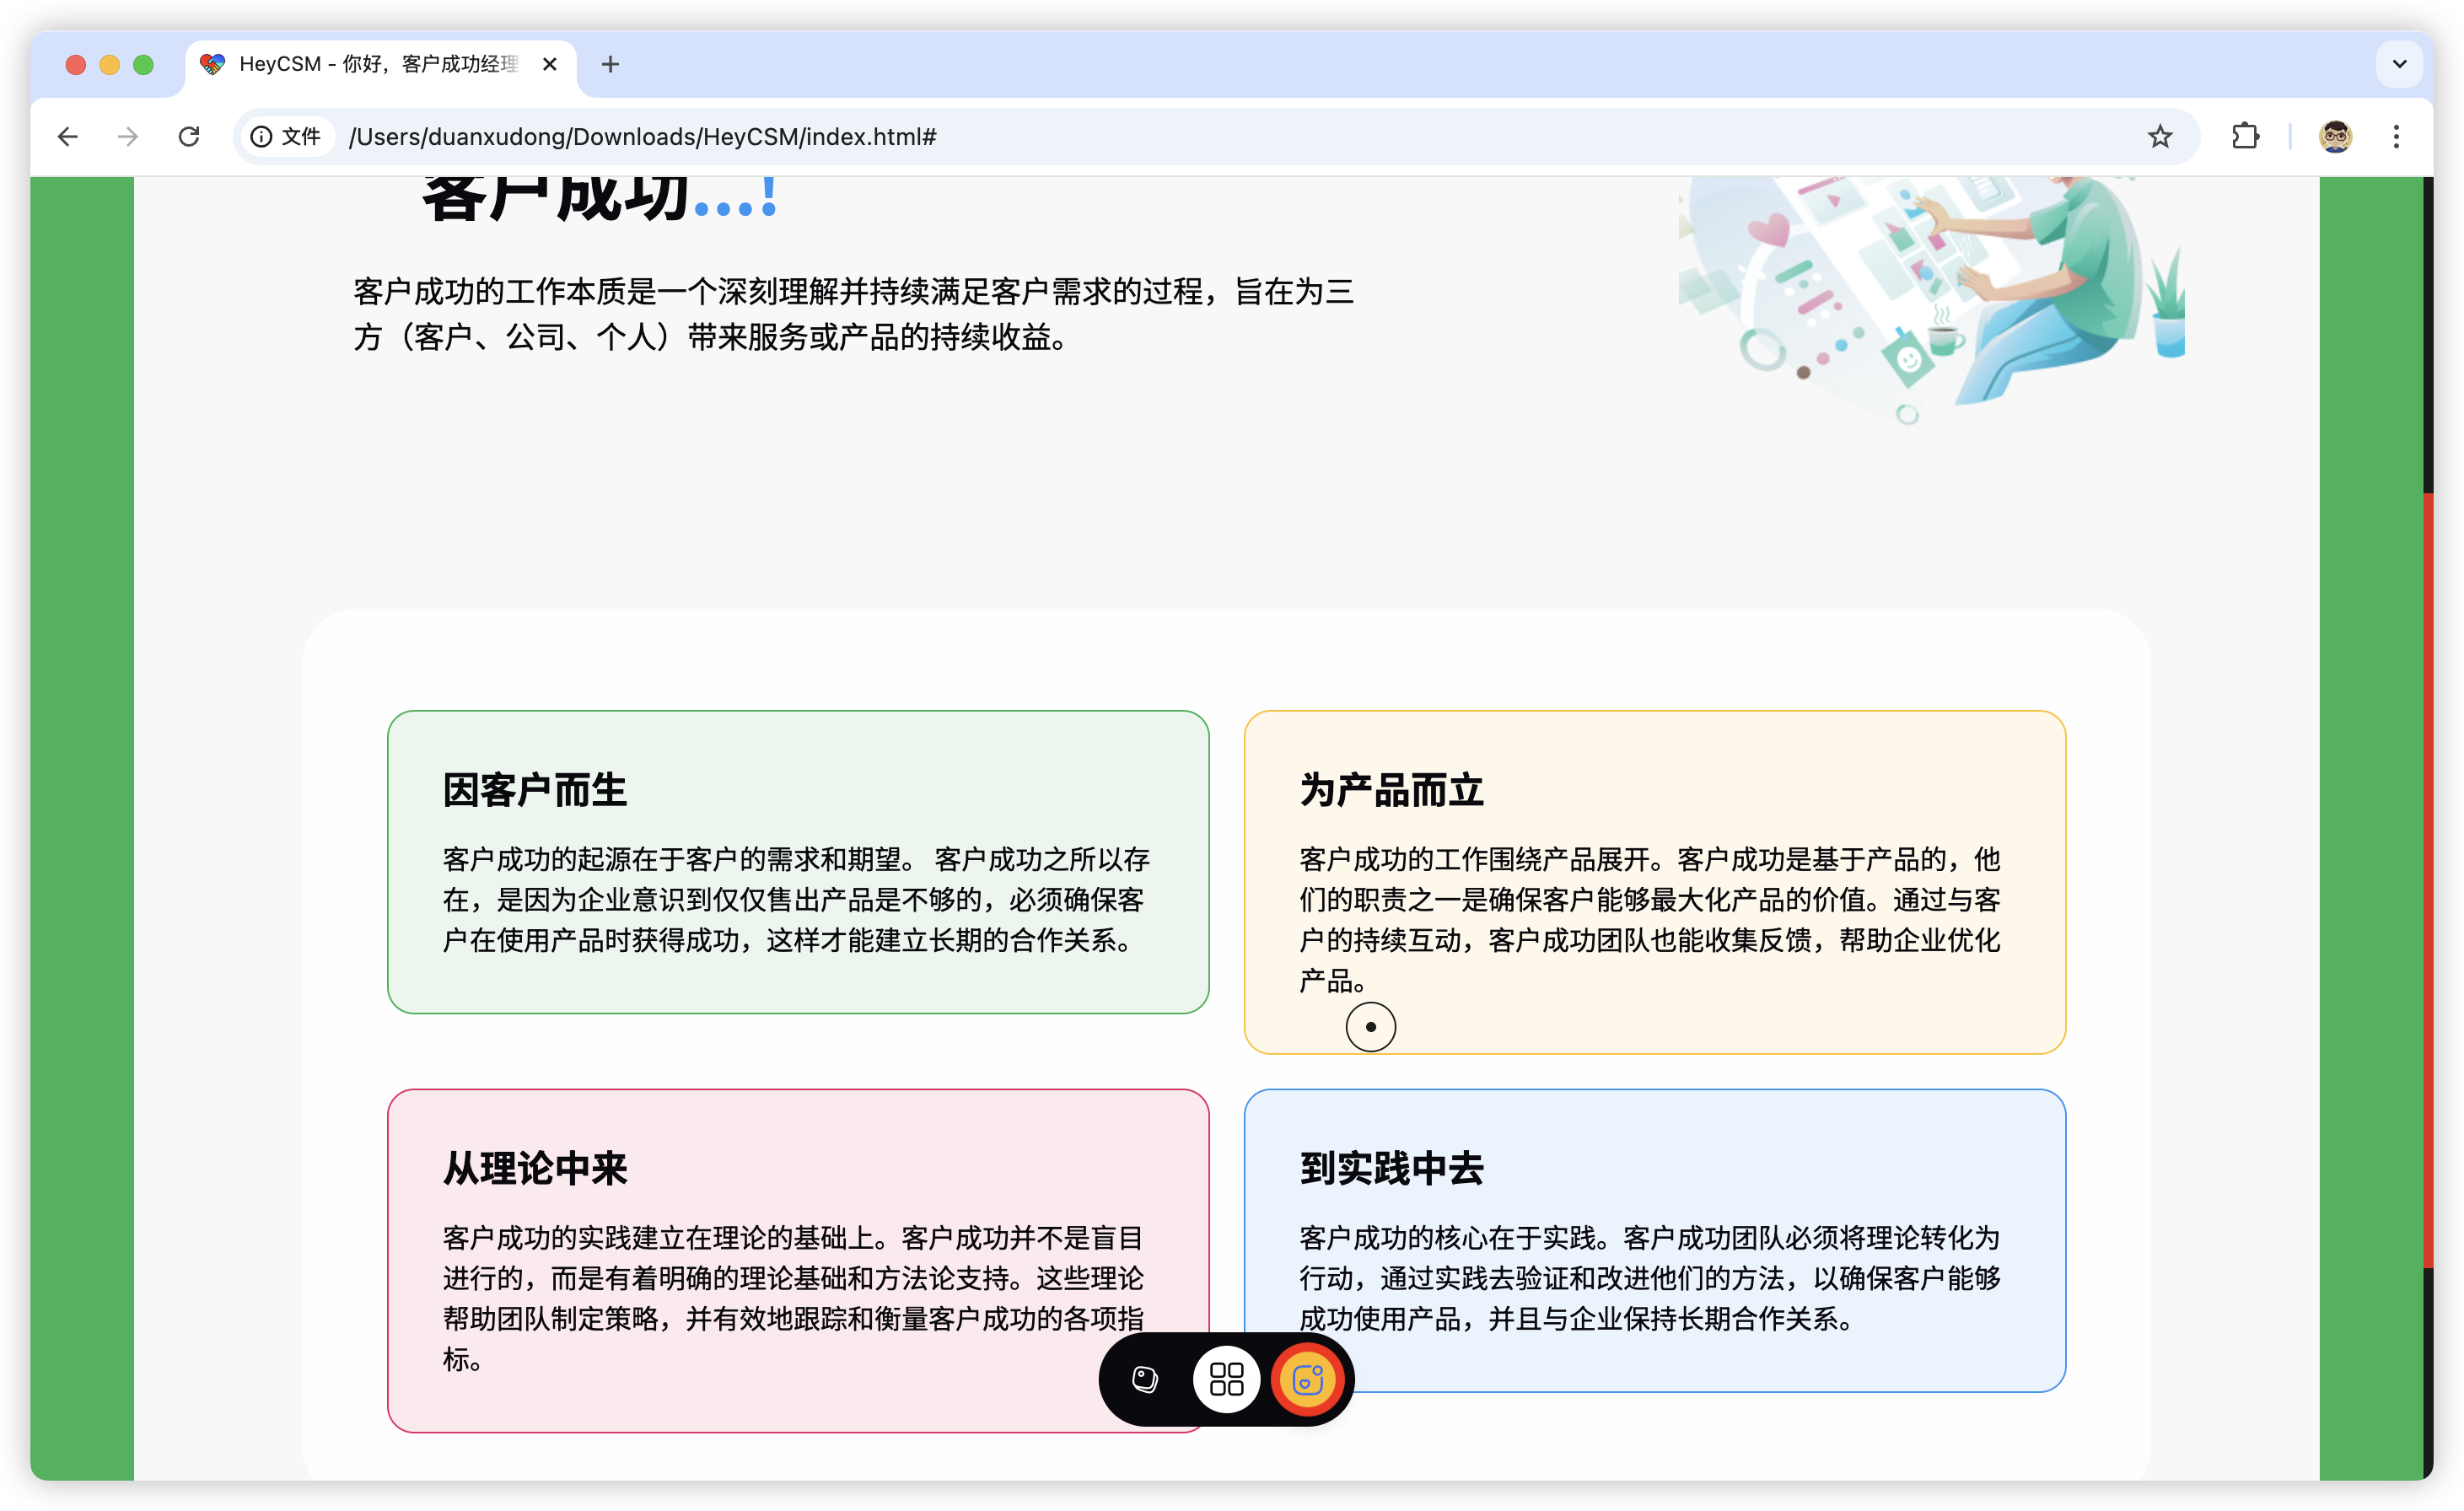 HeyCSM - 你好，客户成功经理
文件 /Users/duanxudong/Downloads/HeyCSM/index.html#
客户成功...!
客户成功的工作本质是一个深刻理解并持续满足客户需求的过程，旨在为三
方（客户、公司、个人）带来服务或产品的持续收益。
因客户而生
客户成功的起源在于客户的需求和期望。 客户成功之所以存
在，是因为企业意识到仅仅售出产品是不够的，必须确保客
户在使用产品时获得成功，这样才能建立长期的合作关系。
为产品而立
客户成功的工作围绕产品展开。客户成功是基于产品的，他
们的职责之一是确保客户能够最大化产品的价值。通过与客
户的持续互动，客户成功团队也能收集反馈，帮助企业优化
产品。
从理论中来
客户成功的实践建立在理论的基础上。客户成功并不是盲目
进行的，而是有着明确的理论基础和方法论支持。这些理论
帮助团队制定策略，并有效地跟踪和衡量客户成功的各项指
标。
到实践中去
客户成功的核心在于实践。客户成功团队必须将理论转化为
行动，通过实践去验证和改进他们的方法，以确保客户能够
成功使用产品，并且与企业保持长期合作关系。